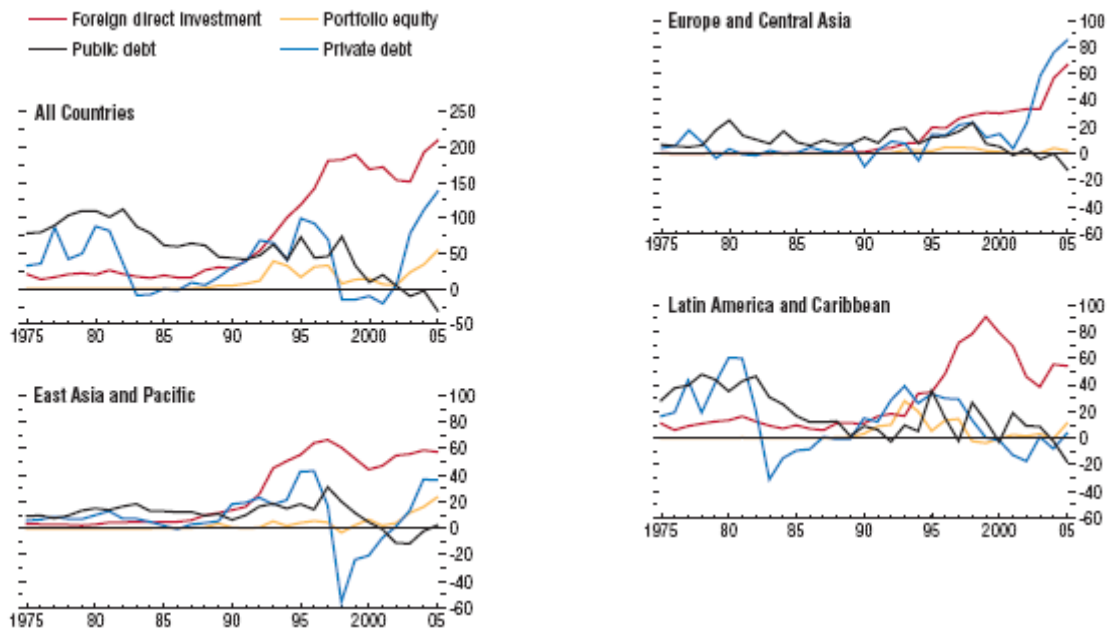 Foreign direct investment
Portfolio equity
Public debt
Private debt
All Countries
250
200
150
100
50
0
-50
1975 80 85 90 95 2000 05
East Asia and Pacific
100
80
60
40
20
0
-20
-40
-60
1975 80 85 90 95 2000 05
Europe and Central Asia
100
80
60
40
20
0
-20
-40
-60
1975 80 85 90 95 2000 05
Latin America and Caribbean
100
80
60
40
20
0
-20
-40
-60
1975 80 85 90 95 2000 05